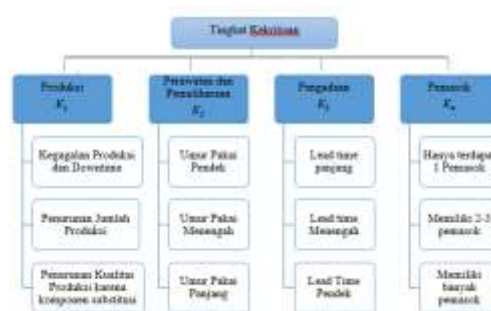 Tingkat Kekritisan
Produksi
K₁
Perawatan dan
Pemeliharaan
K₂
Pengadaan
K₃
Pemasok
K₄
Kegagalan Produksi
dan Downtime
Penurunan Jumlah
Produksi
Penurunan Kualitas
Produksi karena
komponen substitusi
Umur Pakai
Pendek
Umur Pakai
Menengah
Umur Pakai
Panjang
Lead time
panjang
Lead time
Menengah
Lead Time
Pendek
Hanya terdapat
1 Pemasok
Memiliki 2-3
pemasok
Memiliki
banyak
pemasok